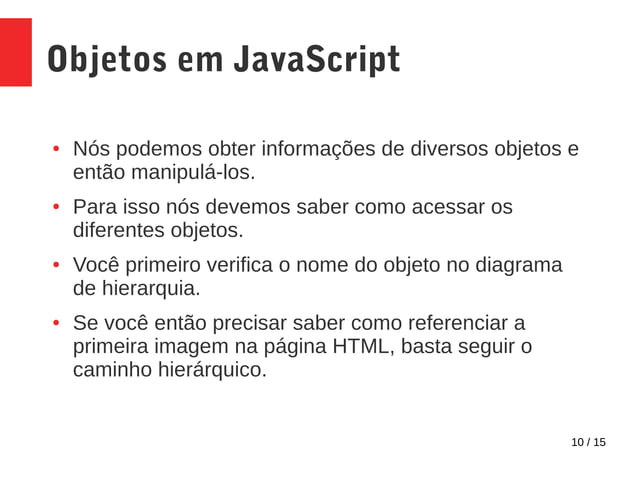 Objetos em JavaScript
• Nós podemos obter informações de diversos objetos e
então manipulá-los.
• Para isso nós devemos saber como acessar os
diferentes objetos.
• Você primeiro verifica o nome do objeto no diagrama
de hierarquia.
• Se você então precisar saber como referenciar a
primeira imagem na página HTML, basta seguir o
caminho hierárquico.
10 / 15